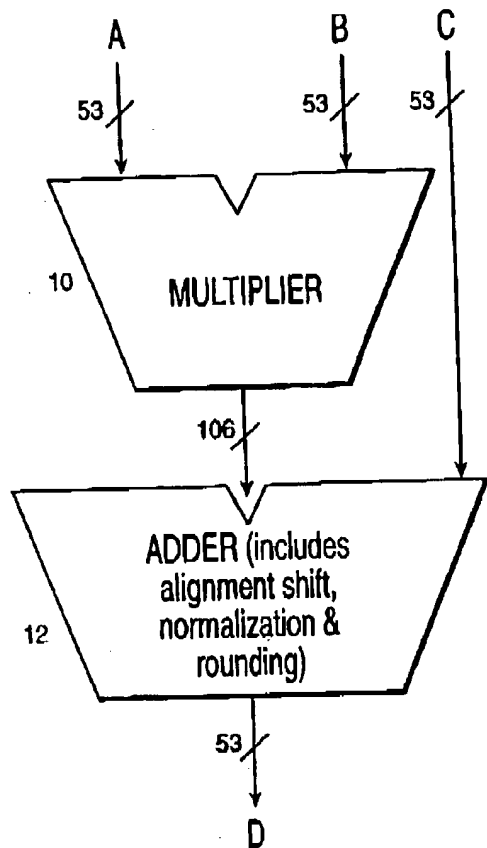 A B C
53 53 53
10 MULTIPLIER
106
ADDER (includes
alignment shift,
12 normalization &
rounding)
53
D